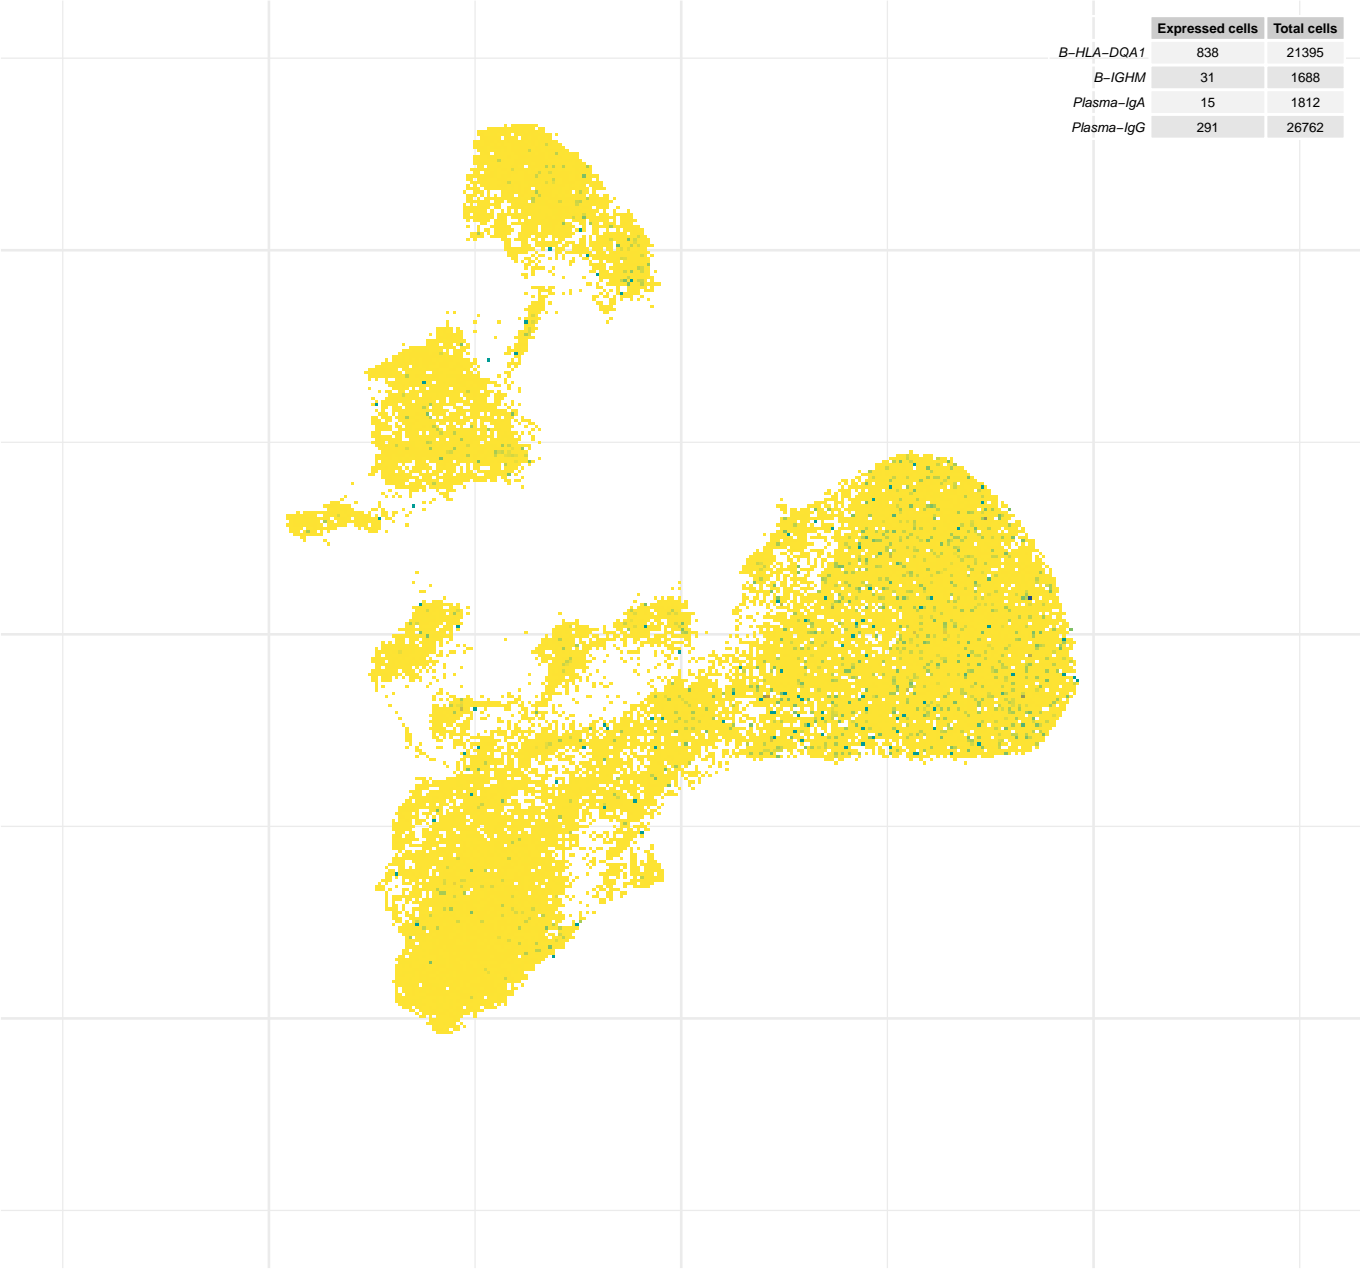 Expressed cells Total cells
B−HLA−DQA1 838 21395
B−IGHM 31 1688
Plasma−IgA 15 1812
Plasma−IgG 291 26762